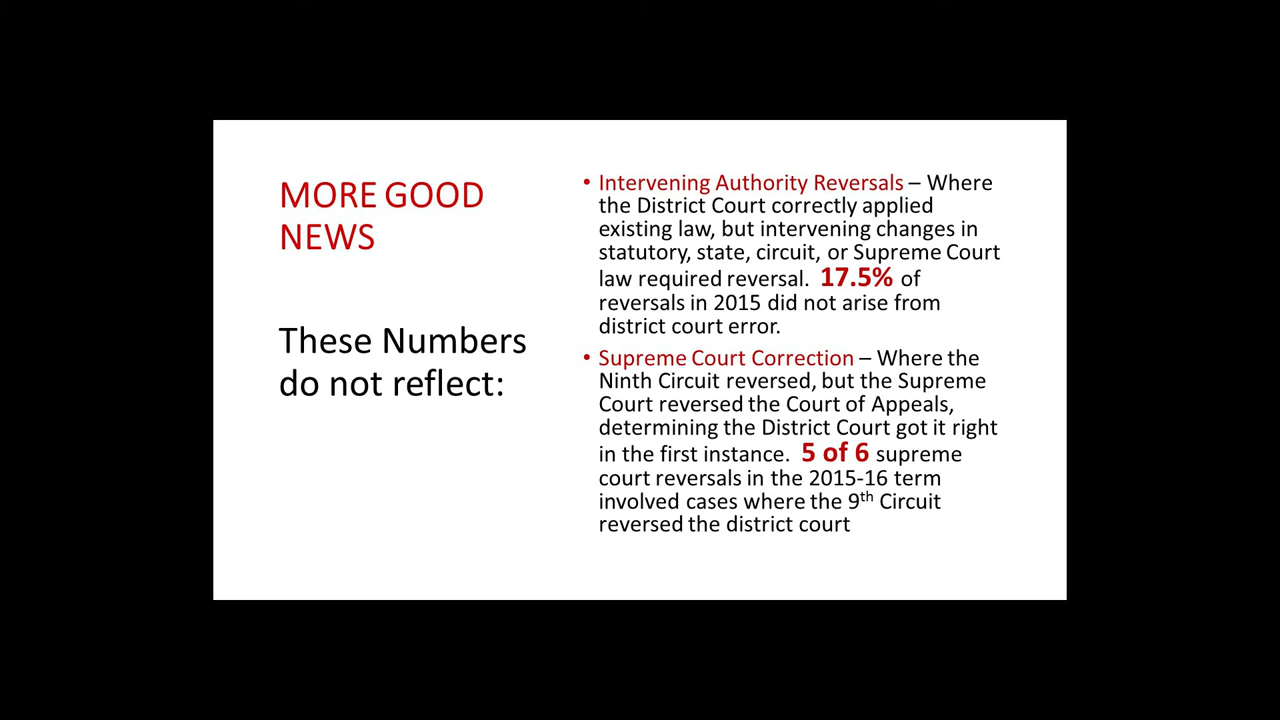 MORE GOOD
NEWS
These Numbers
do not reflect:
• Intervening Authority Reversals – Where
the District Court correctly applied
existing law, but intervening changes in
statutory, state, circuit, or Supreme Court
law required reversal. 17.5% of
reversals in 2015 did not arise from
district court error.
• Supreme Court Correction – Where the
Ninth Circuit reversed, but the Supreme
Court reversed the Court of Appeals,
determining the District Court got it right
in the first instance. 5 of 6 supreme
court reversals in the 2015-16 term
involved cases where the 9th Circuit
reversed the district court